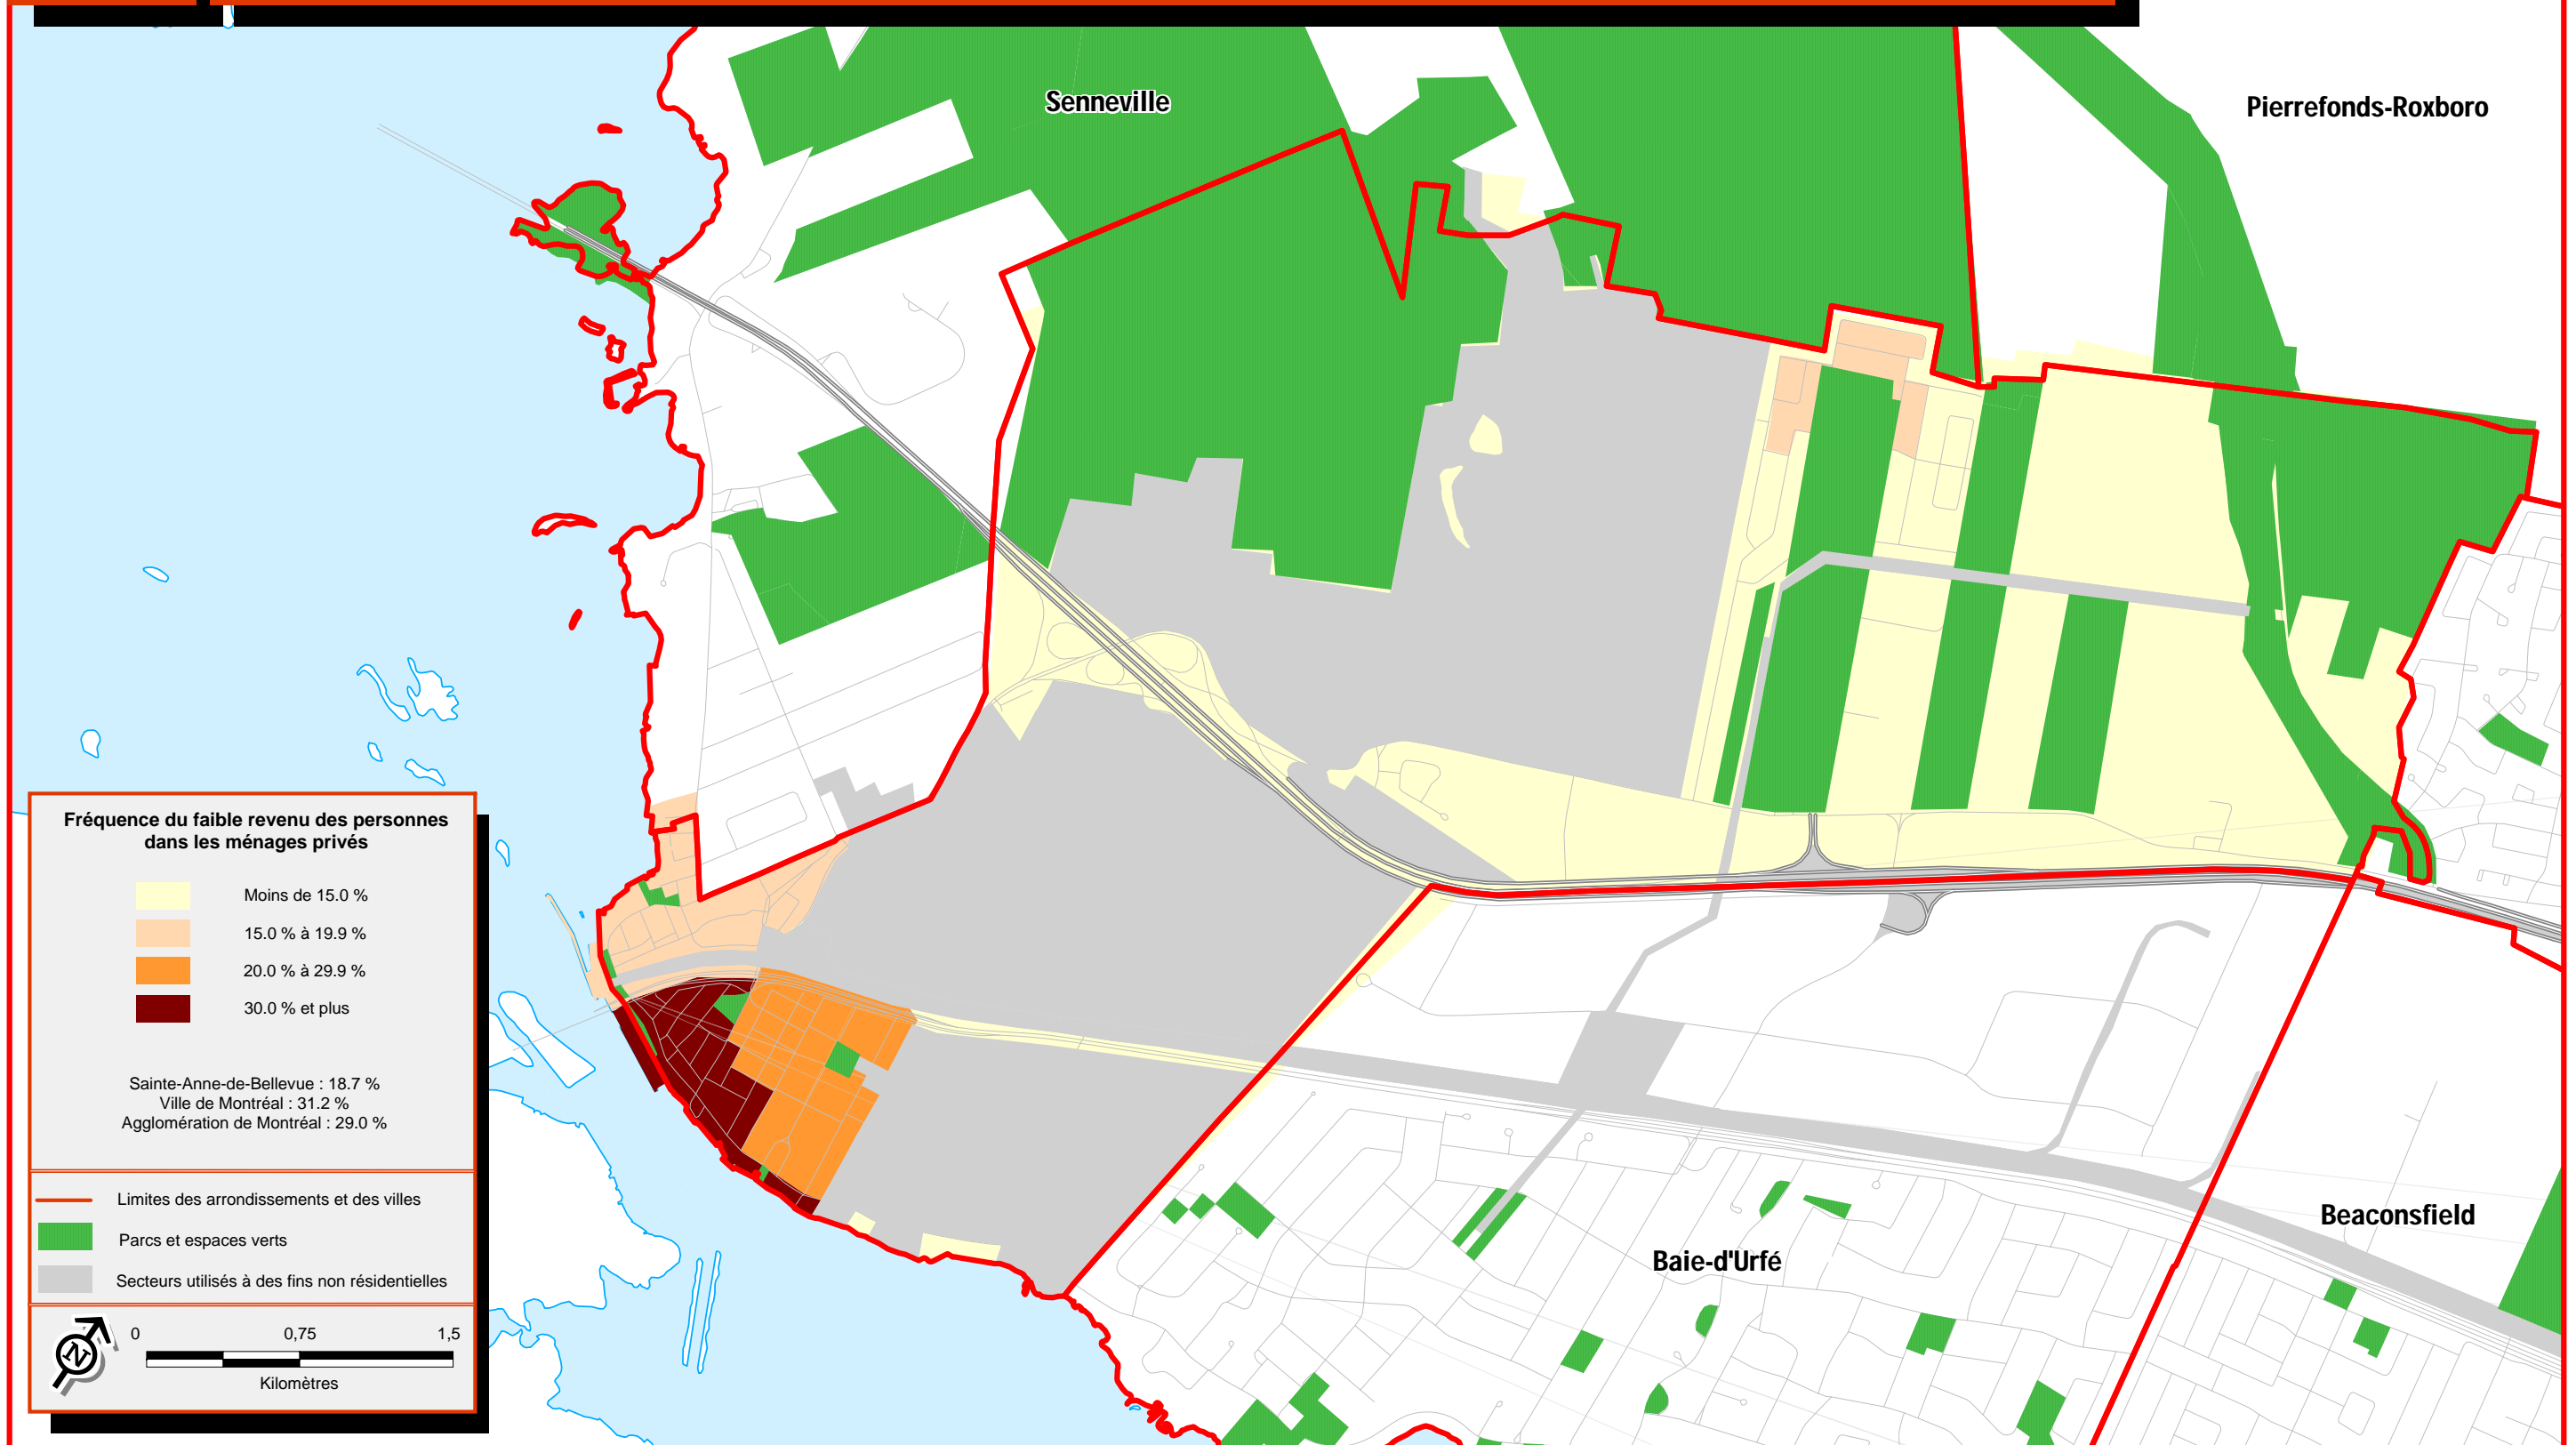 Senneville
Pierrefonds-Roxboro
Fréquence du faible revenu des personnes
dans les ménages privés
Moins de 15.0 %
15.0 % à 19.9 %
20.0 % à 29.9 %
30.0 % et plus
Sainte-Anne-de-Bellevue : 18.7 %
Ville de Montréal : 31.2 %
Agglomération de Montréal : 29.0 %
Limites des arrondissements et des villes
Parcs et espaces verts
Secteurs utilisés à des fins non résidentielles
N
0 0,75 1,5
Kilomètres
Beaconsfield
Baie-d'Urfé